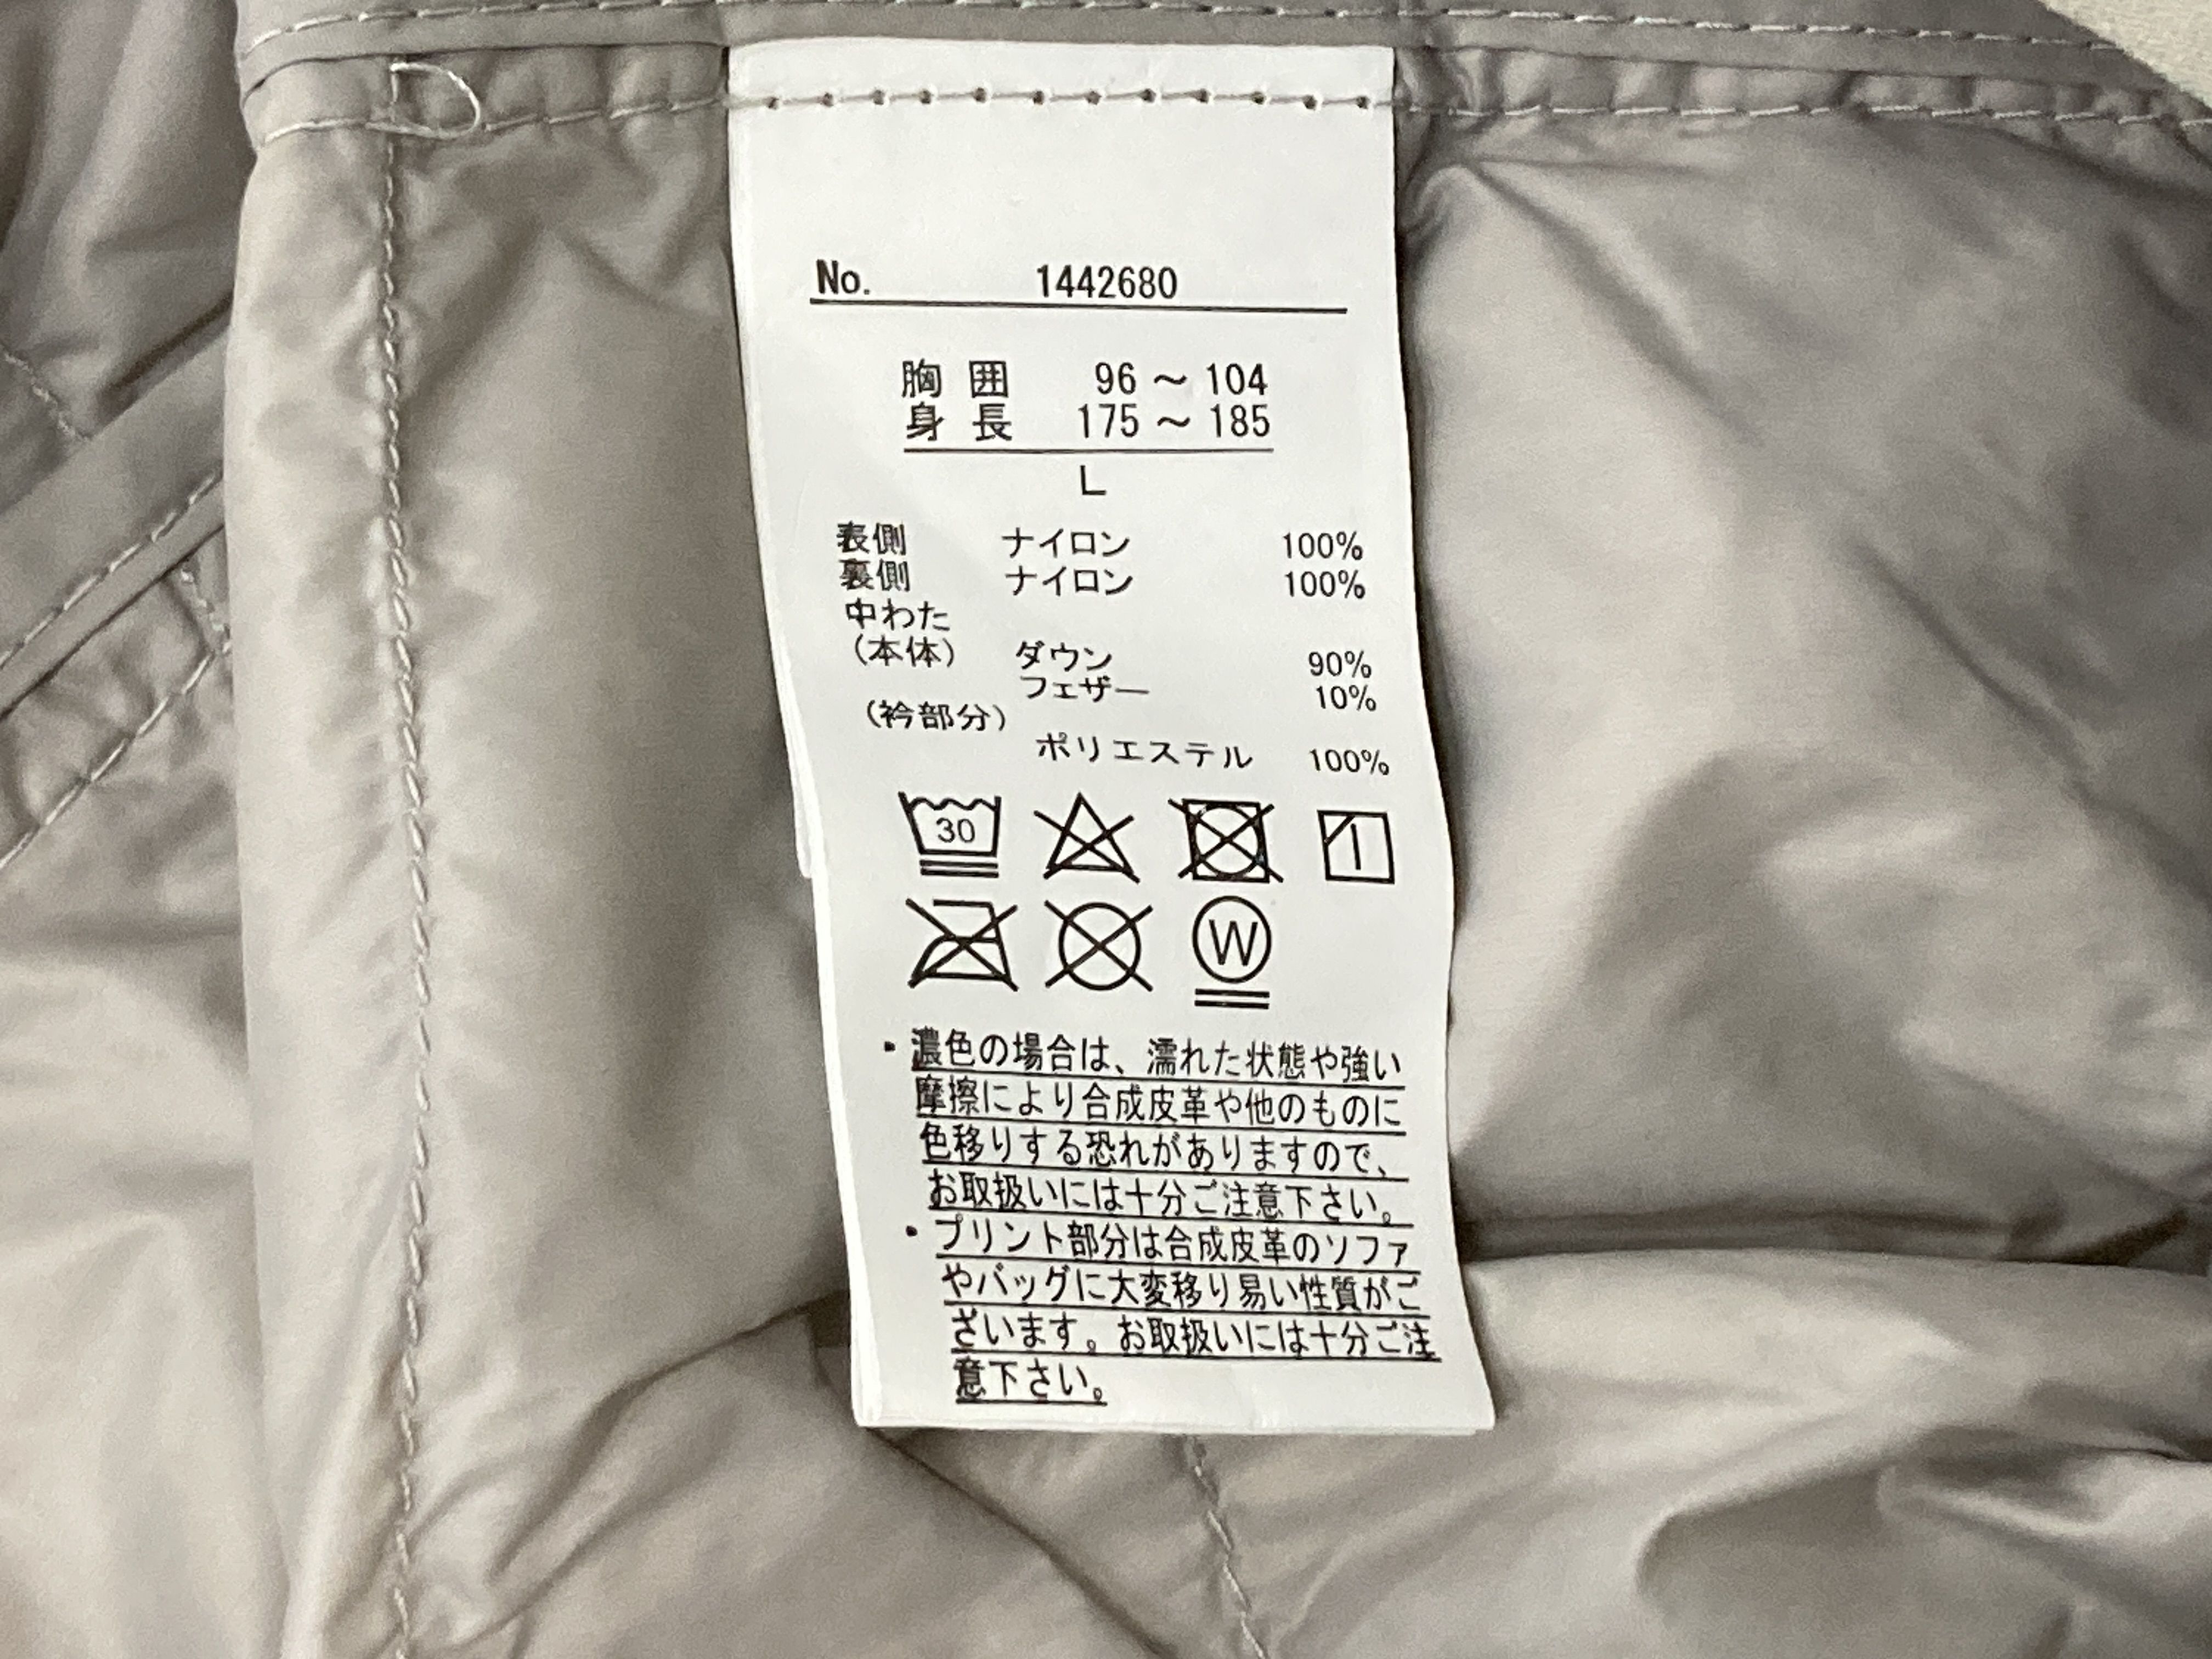 No. 1442680
胸囲 96～104
身長 175～185
L
表側 ナイロン 100%
裏側 ナイロン 100%
中わた
(本体) ダウン 90%
フェザー 10%
(衿部分)
ポリエステル 100%
30
W
・濃色の場合は、濡れた状態や強い
摩擦により合成皮革や他のものに
色移りする恐れがありますので、
お取扱いには十分ご注意下さい。
・プリント部分は合成皮革のソファ
やバッグに大変移り易い性質がご
ざいます。お取扱いには十分ご注
意下さい。